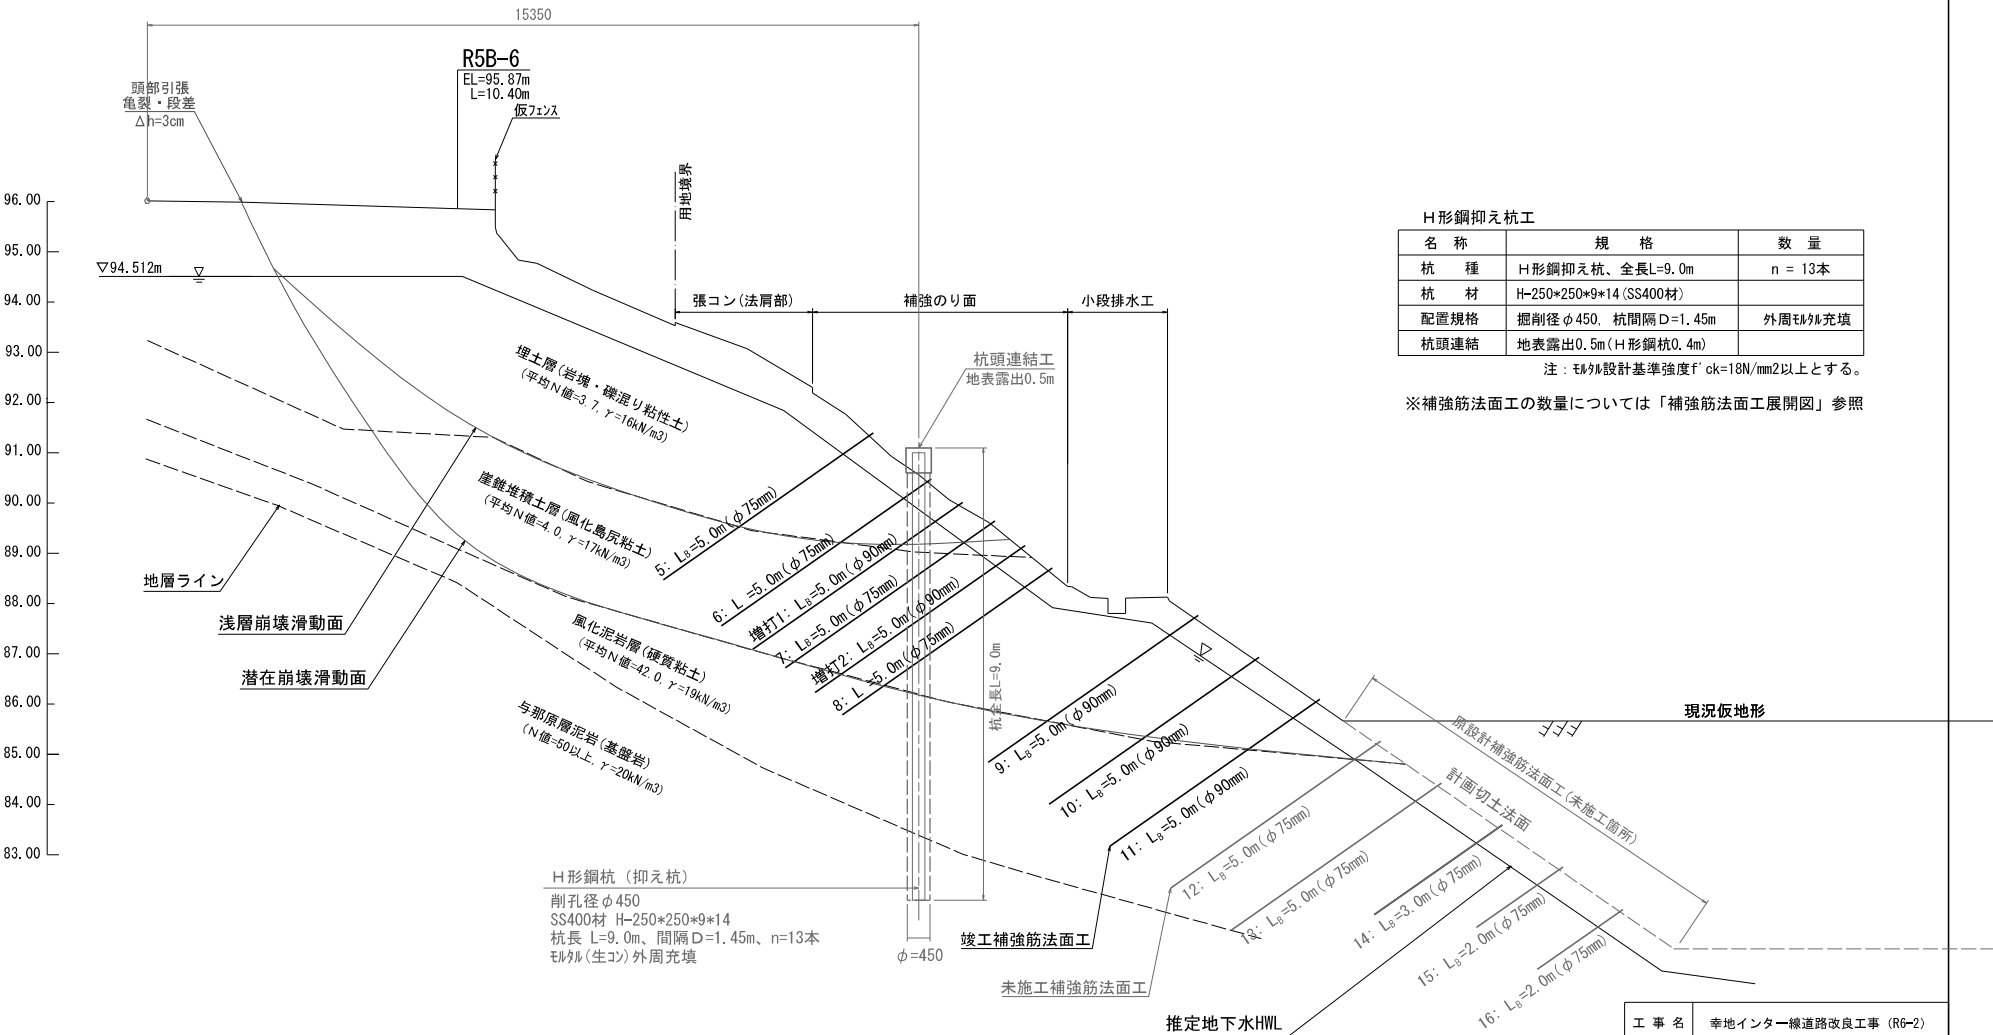 15350
R5B-6
EL=95.87m
L=10.40m
仮フェンス
頭部引張
亀裂・段差
Δh=3cm
用地境界
96.00
95.00
94.00
93.00
92.00
91.00
90.00
89.00
88.00
87.00
86.00
85.00
84.00
83.00
▽94.512m
張コン(法肩部)
補強のり面
小段排水工
杭頭連結工
地表露出0.5m
埋土層(岩塊・礫混り粘性土)
(平均N値=3.7, γ=16kN/m3)
崖錐堆積土層(風化島尻粘土)
(平均N値=4.0, γ=17kN/m3)
風化泥岩層(硬質粘土)
(平均N値=42.0, γ=19kN/m3)
与那原層泥岩(基盤岩)
(N値=50以上, γ=20kN/m3)
地層ライン
浅層崩壊滑動面
潜在崩壊滑動面
5: LB=5.0m(φ75mm)
6: L =5.0m(φ75mm)
増打1: LB=5.0m(φ90mm)
7: LB=5.0m(φ75mm)
増打2: LB=5.0m(φ90mm)
8: L =5.0m(φ75mm)
9: LB=5.0m(φ90mm)
10: LB=5.0m(φ90mm)
11: LB=5.0m(φ90mm)
12: LB=5.0m(φ75mm)
13: LB=5.0m(φ75mm)
14: LB=3.0m(φ75mm)
15: LB=2.0m(φ75mm)
16: LB=2.0m(φ75mm)
杭全長L=9.0m
φ=450
H形鋼杭 (抑え杭)
削孔径φ450
SS400材 H-250*250*9*14
杭長 L=9.0m、間隔D=1.45m、n=13本
モルタル(生コン)外周充填
竣工補強筋法面工
未施工補強筋法面工
推定地下水HWL
現況仮地形
原設計補強筋法面工(未施工箇所)
計画切土法面
H形鋼抑え杭工
名 称 規 格 数 量
杭 種 H形鋼抑え杭、全長L=9.0m n = 13本
杭 材 H-250*250*9*14(SS400材)
配置規格 掘削径φ450, 杭間隔D=1.45m 外周モルタル充填
杭頭連結 地表露出0.5m(H形鋼杭0.4m)
注：モルタル設計基準強度f'ck=18N/mm2以上とする。
※補強筋法面工の数量については「補強筋法面工展開図」参照
工 事 名 幸地インター線道路改良工事 (R6-2)